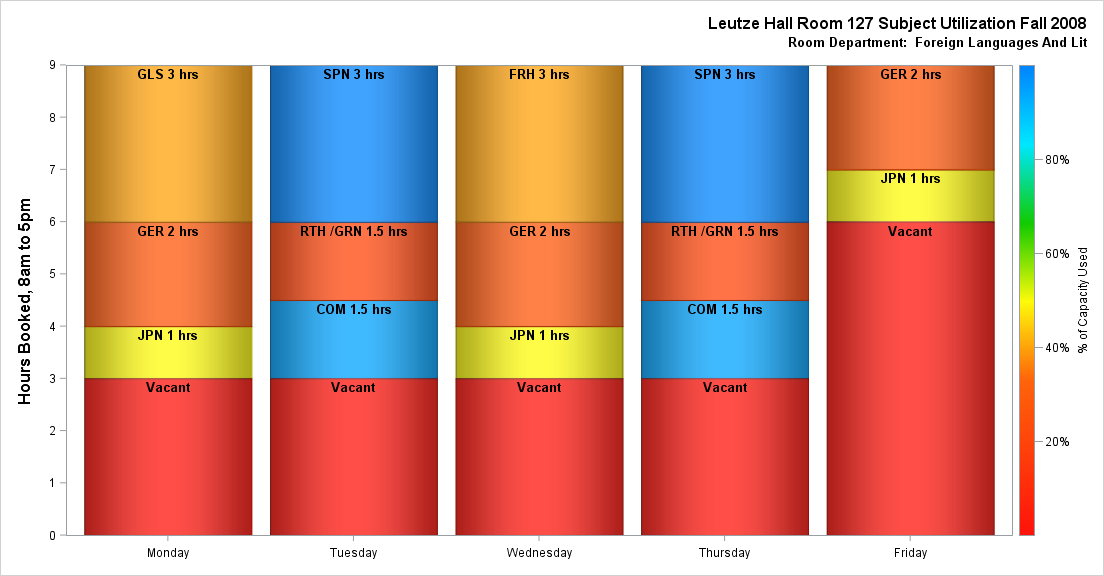 Leutze Hall Room 127 Subject Utilization Fall 2008
Room Department:  Foreign Languages And Lit
Hours Booked, 8am to 5pm
9
8
7
6
5
4
3
2
1
0
GLS 3 hrs
GER 2 hrs
JPN 1 hrs
Vacant
SPN 3 hrs
RTH /GRN 1.5 hrs
COM 1.5 hrs
Vacant
FRH 3 hrs
GER 2 hrs
JPN 1 hrs
Vacant
SPN 3 hrs
RTH /GRN 1.5 hrs
COM 1.5 hrs
Vacant
GER 2 hrs
JPN 1 hrs
Vacant
Monday
Tuesday
Wednesday
Thursday
Friday
80%
60%
40%
20%
% of Capacity Used